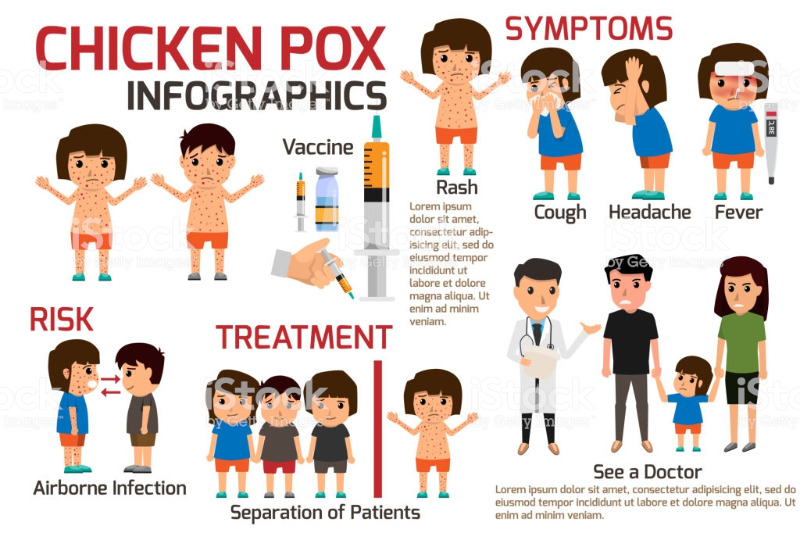 CHICKEN POX
INFOGRAPHICS
Vaccine
SYMPTOMS
Rash
Cough
Headache
Fever
Lorem ipsum
dolor sit
amet,
consectetur adip-
isicing elit, sed do
eiusmod tempor
incididunt ut
labore et dolore
magna aliqua. Ut
enim ad minim
veniam.
RISK
Airborne Infection
TREATMENT
Separation of Patients
See a Doctor
Lorem ipsum dolor sit amet, consectetur adipisicing elit, sed do
eiusmod tempor incididunt ut labore et dolore magna aliqua. Ut
enim ad minim veniam.
iStock
by Getty Images™